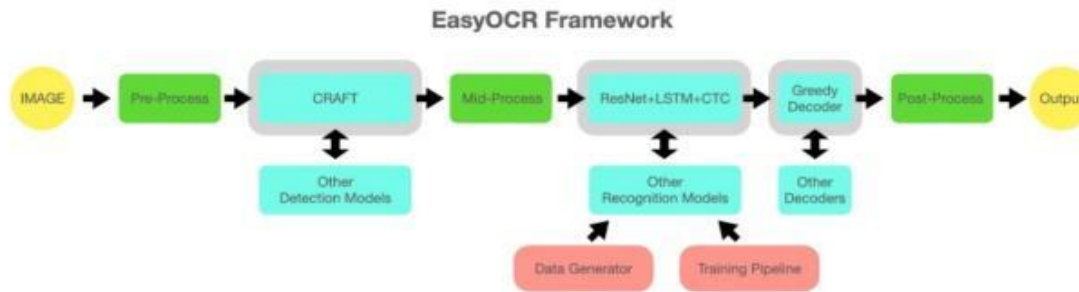 EasyOCR Framework
IMAGE
Pre-Process
CRAFT
Mid-Process
ResNet+LSTM+CTC
Greedy
Decoder
Post-Process
Output
Other
Detection Models
Other
Recognition Models
Other
Decoders
Data Generator
Training Pipeline